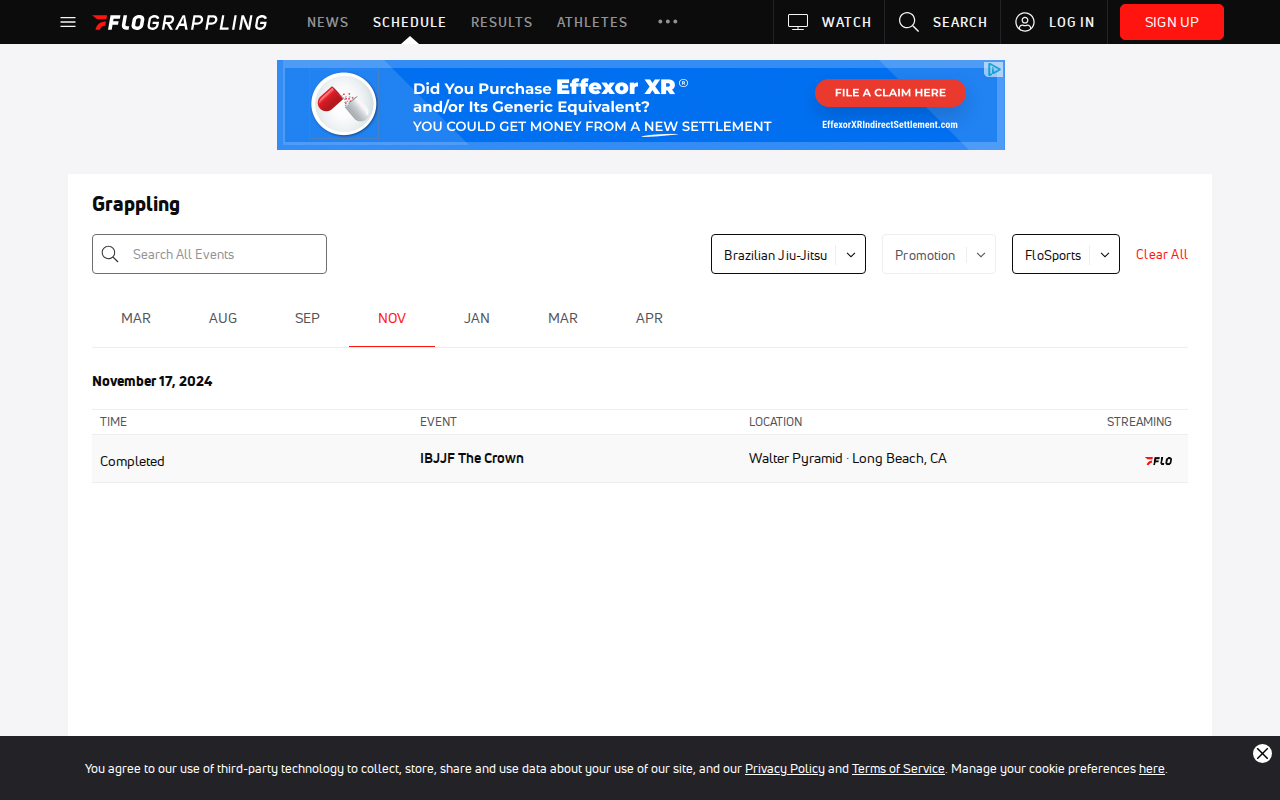 FLOGRAPPLING NEWS SCHEDULE RESULTS ATHLETES WATCH SEARCH LOG IN SIGN UP
Did You Purchase Effexor XR®
and/or Its Generic Equivalent?
YOU COULD GET MONEY FROM A NEW SETTLEMENT
FILE A CLAIM HERE
EffexorXRIndirectSettlement.com
Grappling
Search All Events Brazilian Jiu-Jitsu Promotion FloSports Clear All
MAR AUG SEP NOV JAN MAR APR
November 17, 2024
TIME EVENT LOCATION STREAMING
Completed IBJJF The Crown Walter Pyramid · Long Beach, CA FLO
You agree to our use of third-party technology to collect, store, share and use data about your use of our site, and our Privacy Policy and Terms of Service. Manage your cookie preferences here.